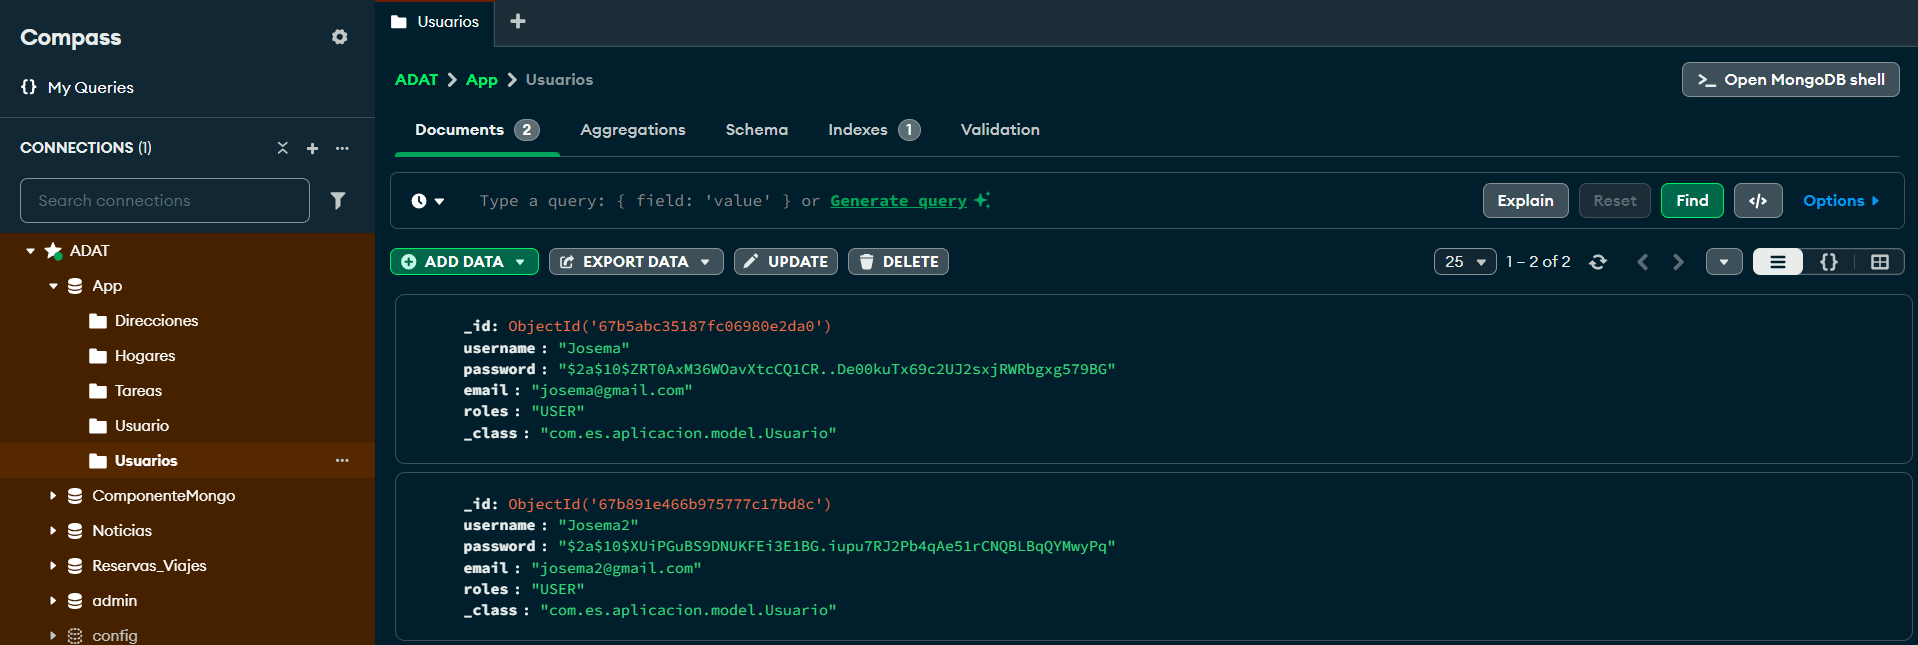 Compass
My Queries
CONNECTIONS (1)
Search connections
ADAT
App
Direcciones
Hogares
Tareas
Usuario
Usuarios
ComponenteMongo
Noticias
Reservas_Viajes
admin
config
Usuarios
ADAT > App > Usuarios
>_ Open MongoDB shell
Documents 2 Aggregations Schema Indexes 1 Validation
Type a query: { field: 'value' } or Generate query
Explain Reset Find </> Options
ADD DATA EXPORT DATA UPDATE DELETE
25 1 – 2 of 2 {}
_id: ObjectId('67b5abc35187fc06980e2da0')
username : "Josema"
password : "$2a$10$ZRT0AxM36WOavXtcCQ1CR..De00kuTx69c2UJ2sxjRWRbgxg579BG"
email : "josema@gmail.com"
roles : "USER"
_class : "com.es.aplicacion.model.Usuario"
_id: ObjectId('67b891e466b975777c17bd8c')
username : "Josema2"
password : "$2a$10$XUiPGuBS9DNUKFEi3E1BG.iupu7RJ2Pb4qAe51rCNQBLBqQYMwyPq"
email : "josema2@gmail.com"
roles : "USER"
_class : "com.es.aplicacion.model.Usuario"